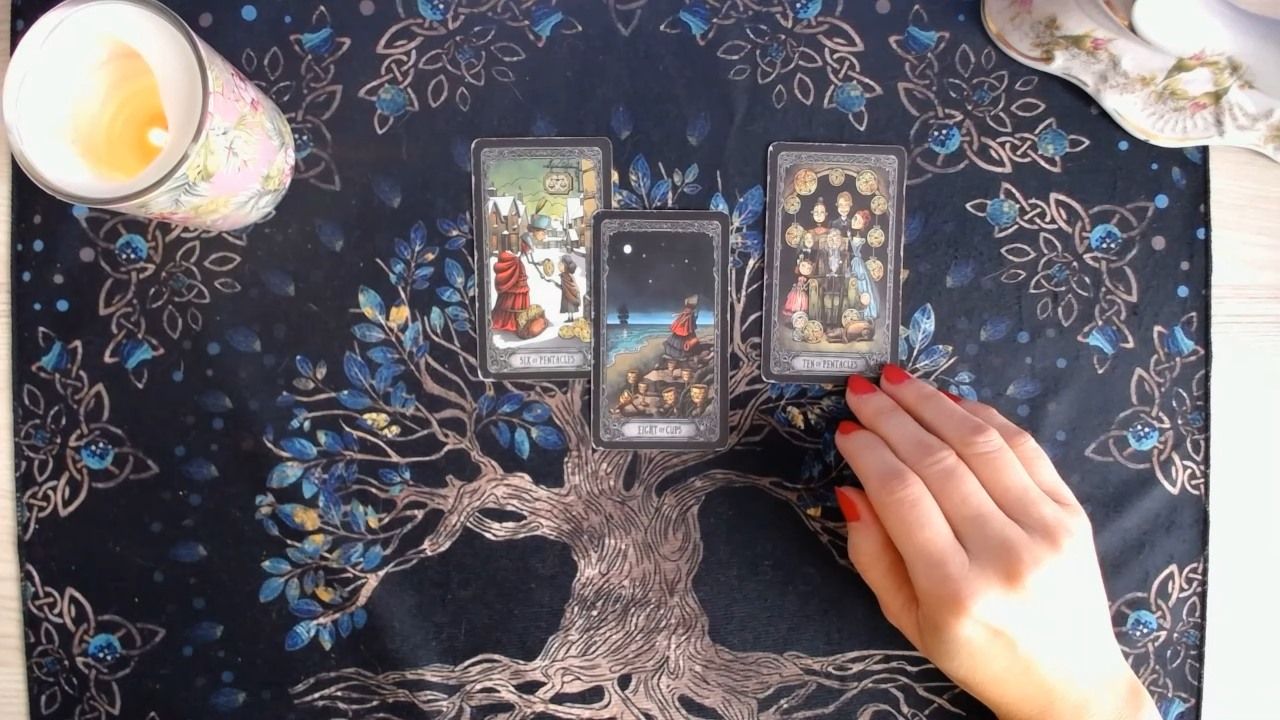 SIX OF PENTACLES
EIGHT OF CUPS
TEN OF PENTACLES